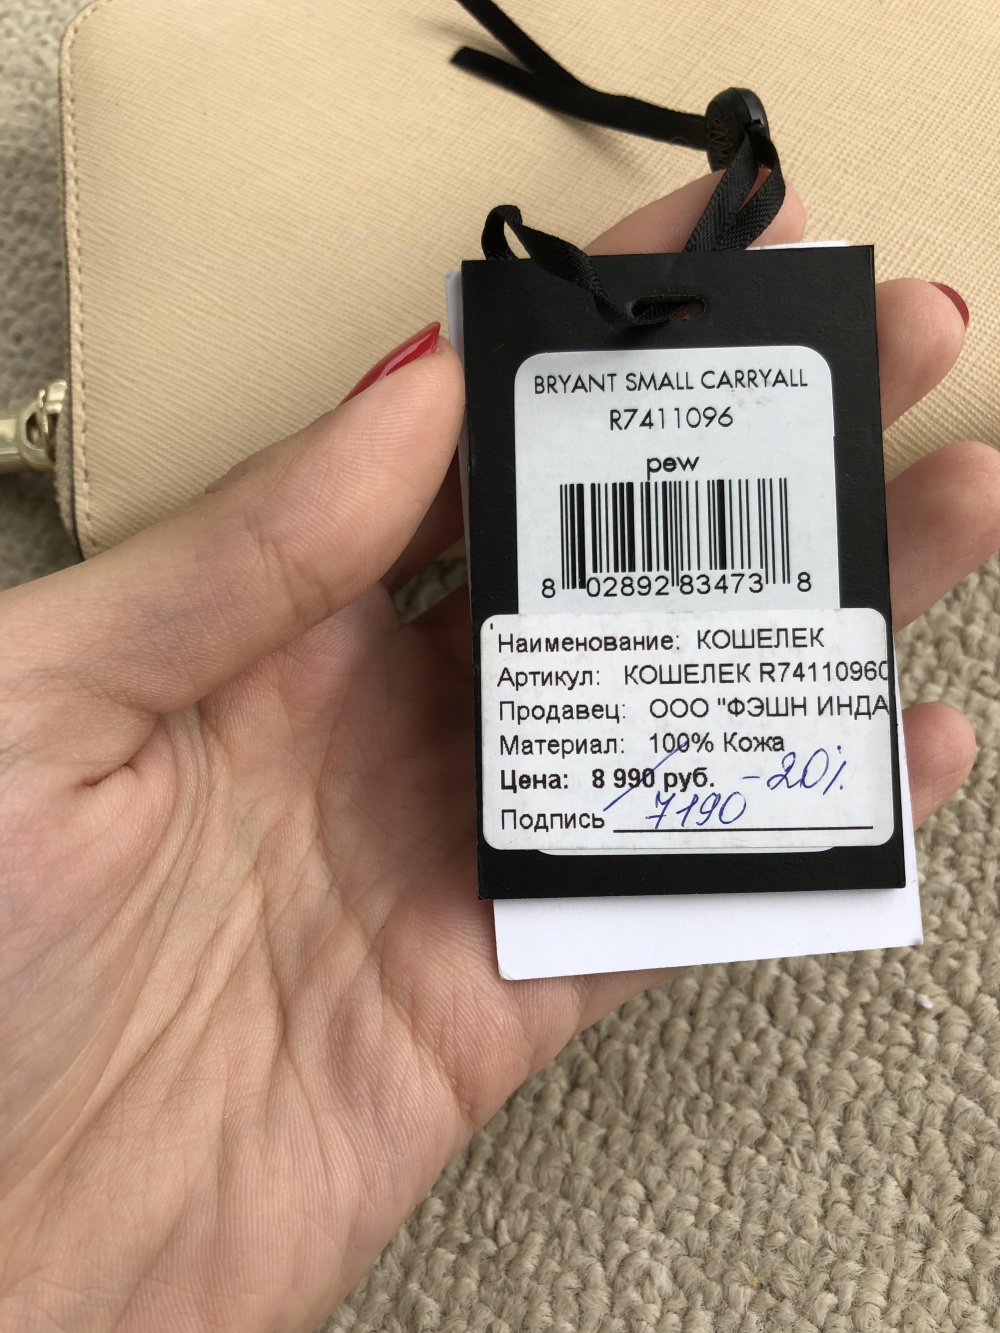 BRYANT SMALL CARRYALL
R7411096
pew
8 02892 83473 8
Наименование: КОШЕЛЕК
Артикул: КОШЕЛЕК R74110960
Продавец: ООО "ФЭШН ИНДА
Материал: 100% Кожа
Цена: 8 990 руб. -20%
Подпись 7190